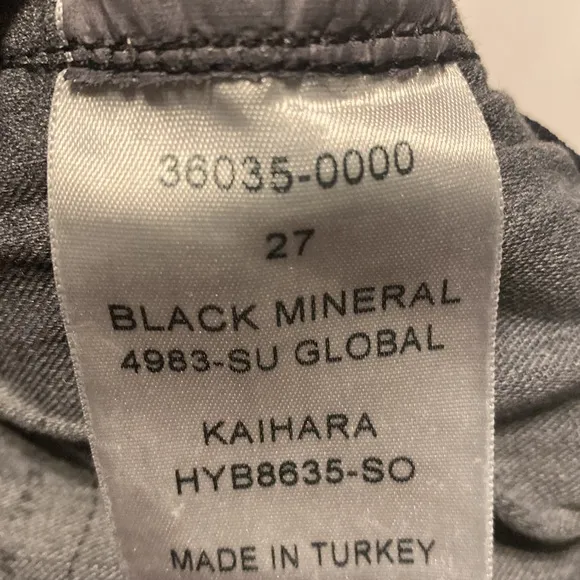 36035-0000
27
BLACK MINERAL
4983-SU GLOBAL
KAIHARA
HYB8635-SO
MADE IN TURKEY